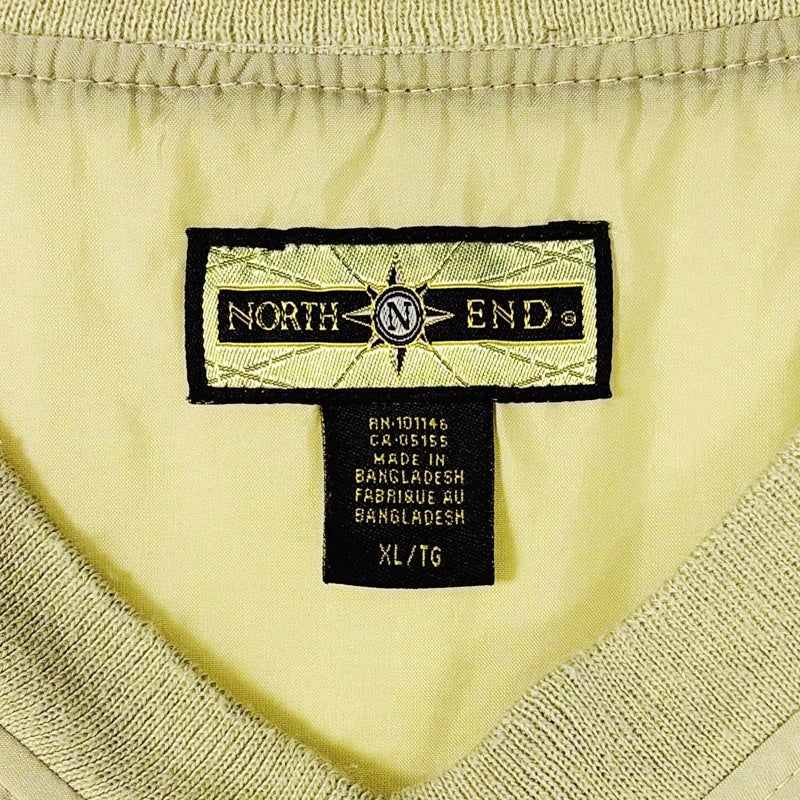 NORTH N END ®
RN·101146
CA·05155
MADE IN
BANGLADESH
FABRIQUE AU
BANGLADESH
XL/TG